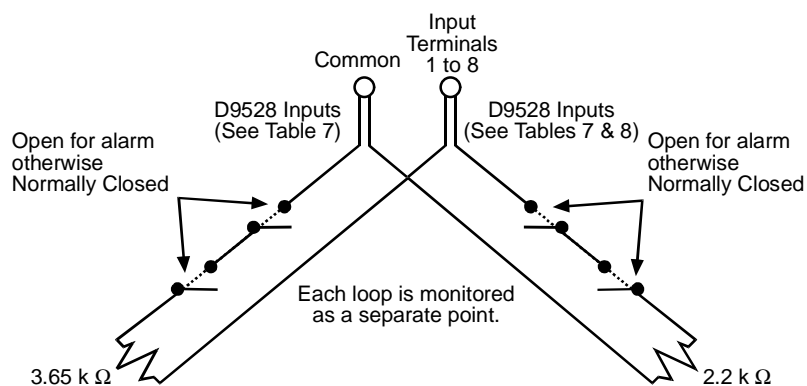 Input
Terminals
1 to 8
Common
D9528 Inputs
(See Table 7)
D9528 Inputs
(See Tables 7 & 8)
Open for alarm
otherwise
Normally Closed
Open for alarm
otherwise
Normally Closed
Each loop is monitored
as a separate point.
3.65 k Ω
2.2 k Ω